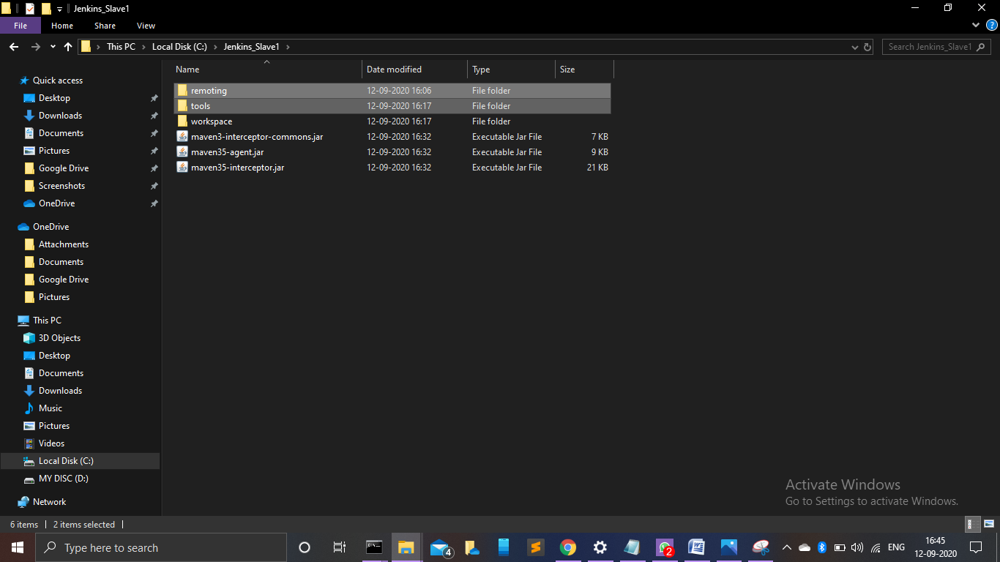 Jenkins_Slave1
File Home Share View
This PC Local Disk (C:) Jenkins_Slave1
Search Jenkins_Slave1
Name Date modified Type Size
remoting 12-09-2020 16:06 File folder
tools 12-09-2020 16:17 File folder
workspace 12-09-2020 16:17 File folder
maven3-interceptor-commons.jar 12-09-2020 16:32 Executable Jar File 7 KB
maven35-agent.jar 12-09-2020 16:32 Executable Jar File 9 KB
maven35-interceptor.jar 12-09-2020 16:32 Executable Jar File 21 KB
Quick access
Desktop
Downloads
Documents
Pictures
Google Drive
Screenshots
OneDrive
OneDrive
Attachments
Documents
Google Drive
Pictures
This PC
3D Objects
Desktop
Documents
Downloads
Music
Pictures
Videos
Local Disk (C:)
MY DISC (D:)
Network
Activate Windows
Go to Settings to activate Windows.
6 items 2 items selected
Type here to search
4
2
ENG
16:45
12-09-2020